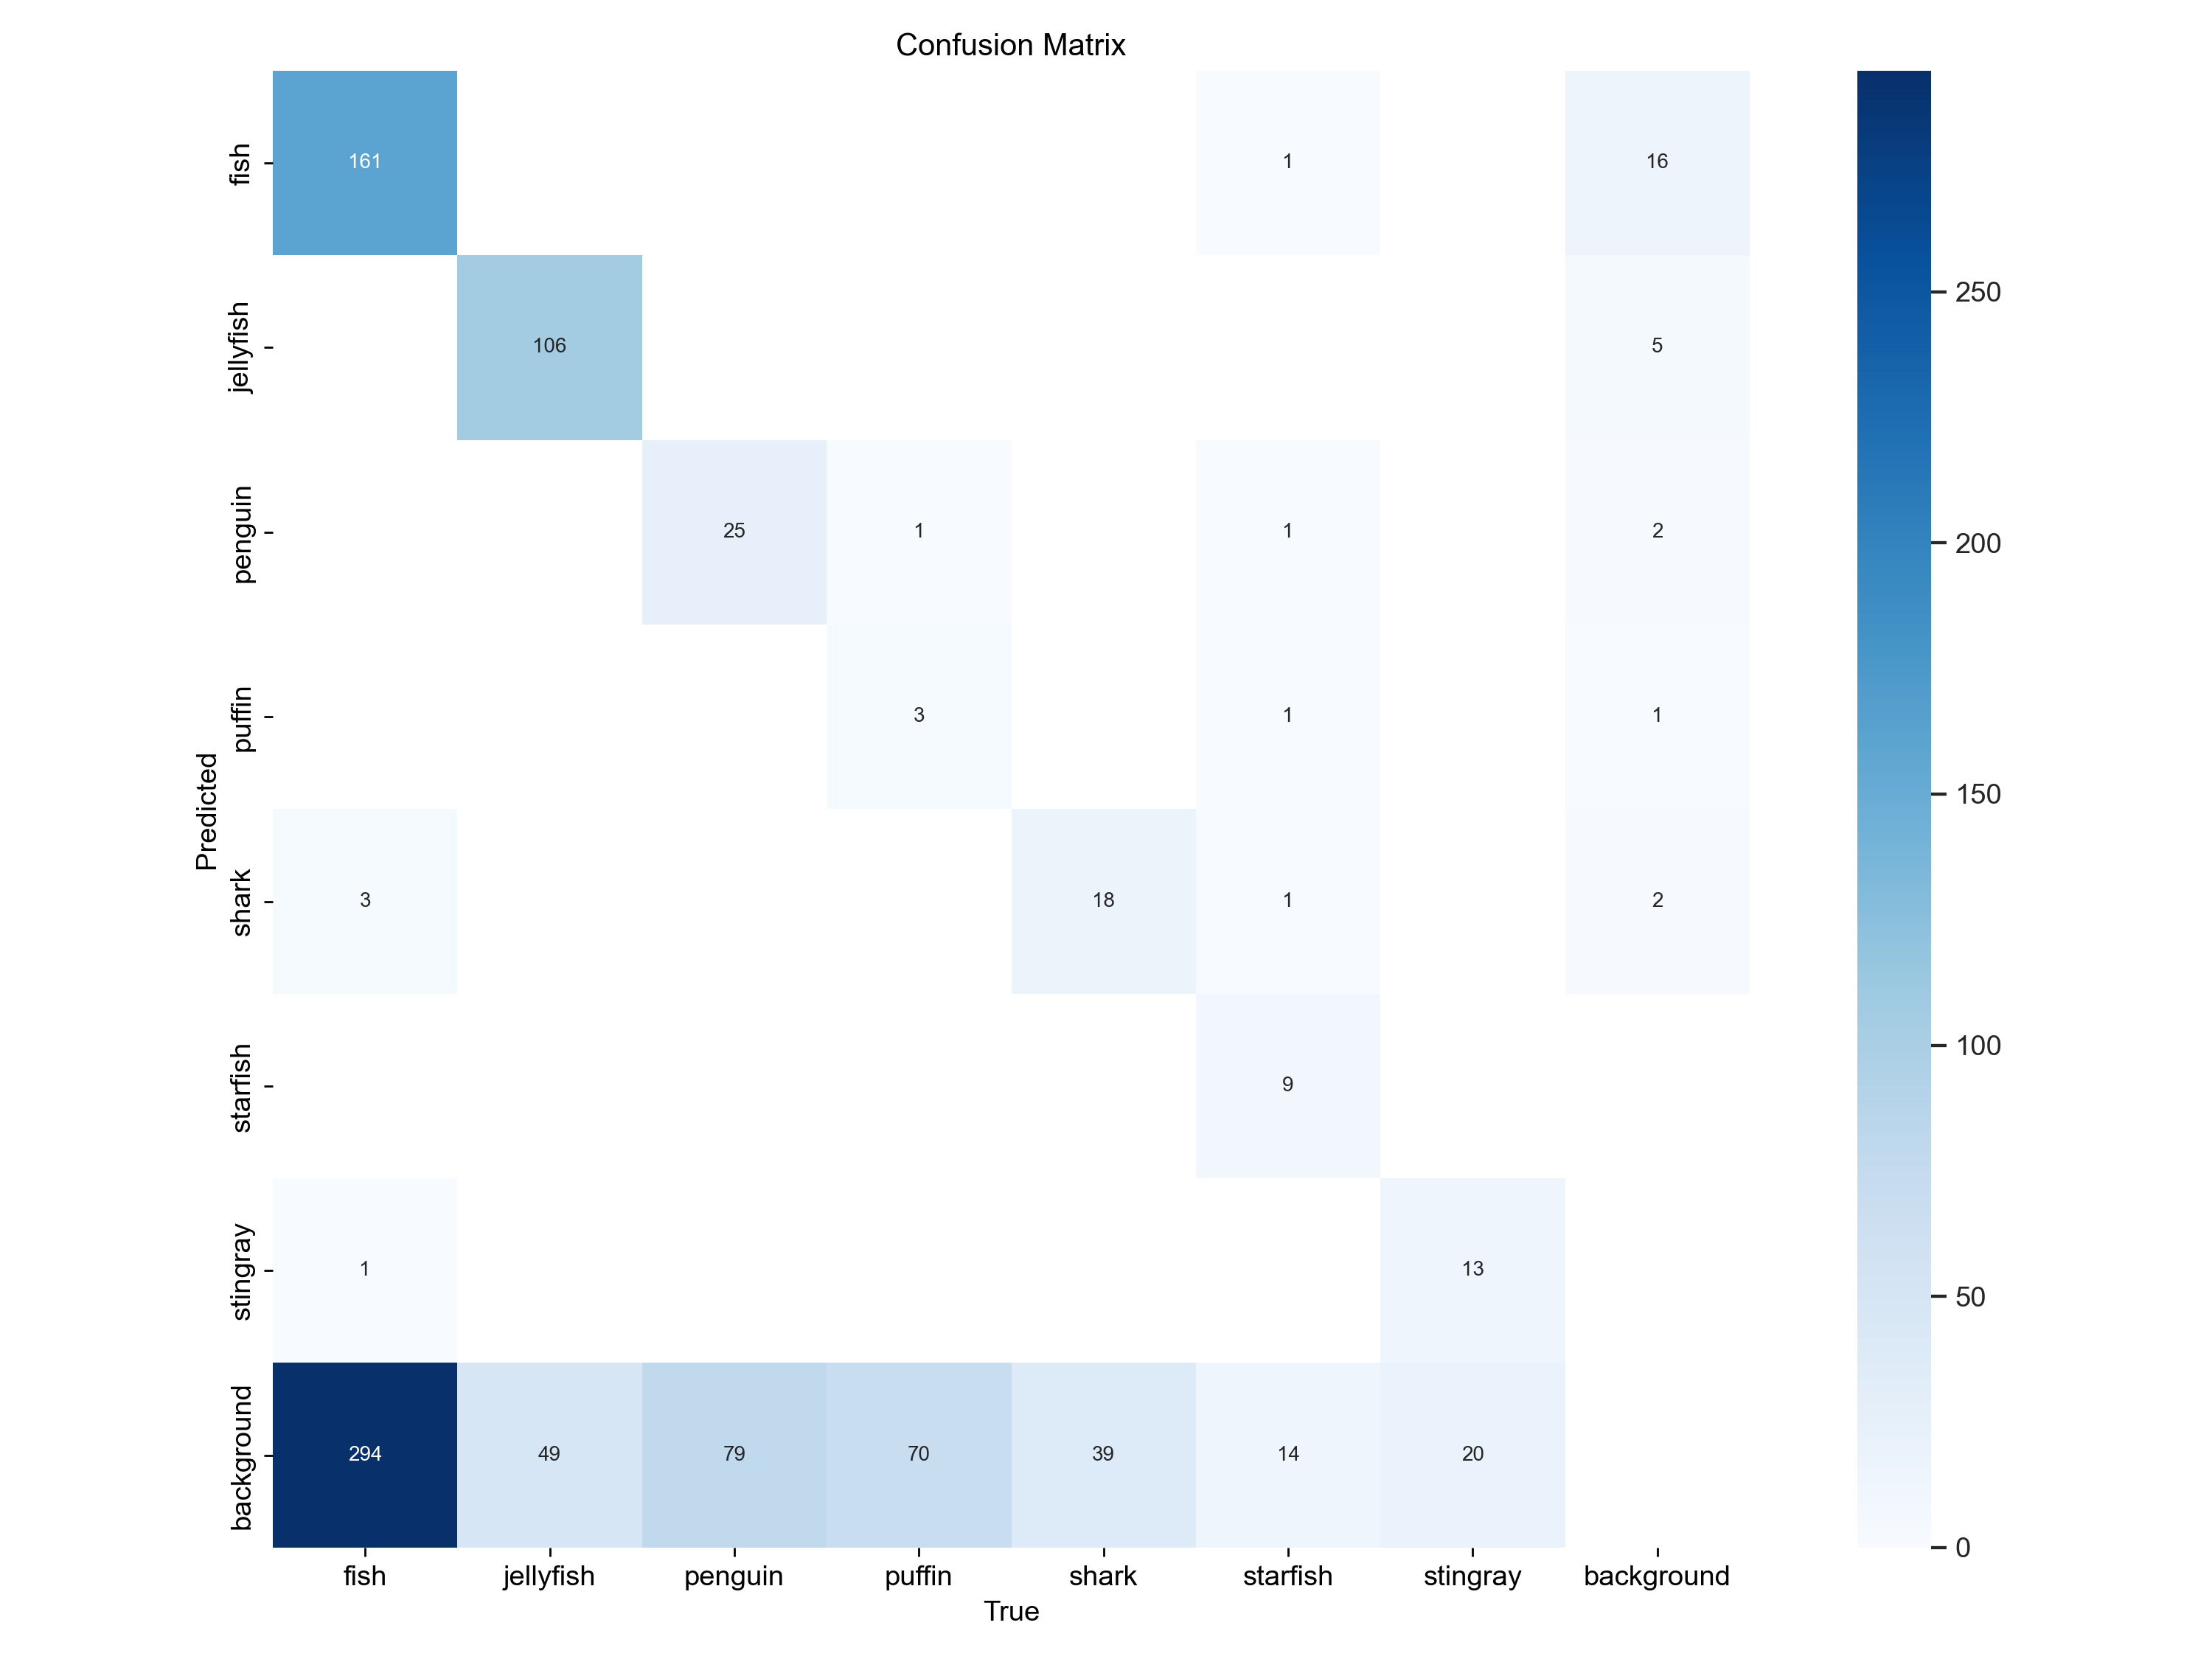 Confusion Matrix
fish
161
1
16
jellyfish
106
5
penguin
25
1
1
2
puffin
3
1
1
shark
3
18
1
2
starfish
9
stingray
1
13
background
294
49
79
70
39
14
20
Predicted
fish
jellyfish
penguin
puffin
shark
starfish
stingray
background
True
250
200
150
100
50
0